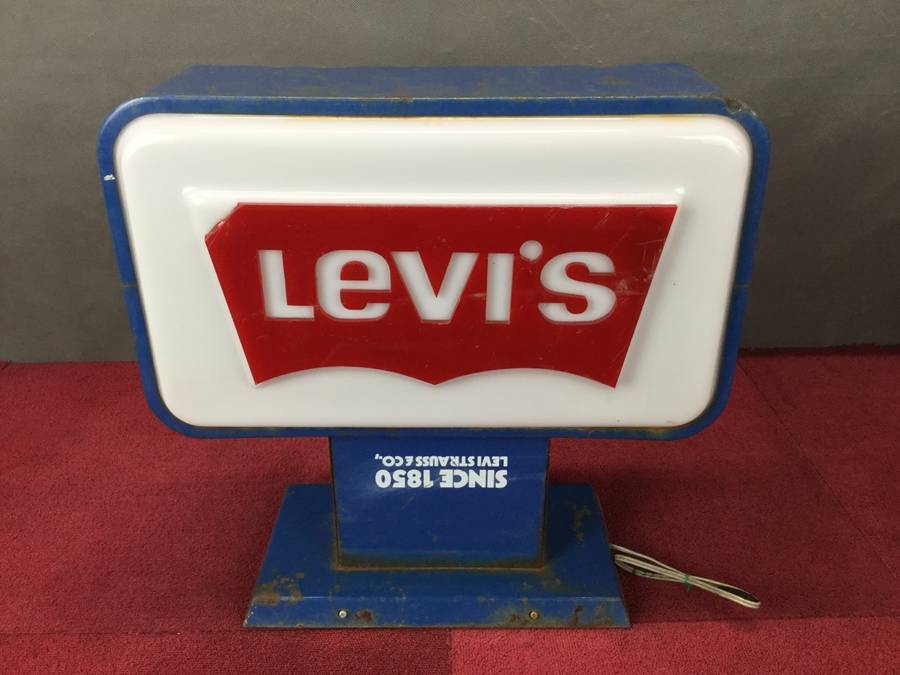 Levi's
SINCE 1850
LEVI STRAUSS & CO.,